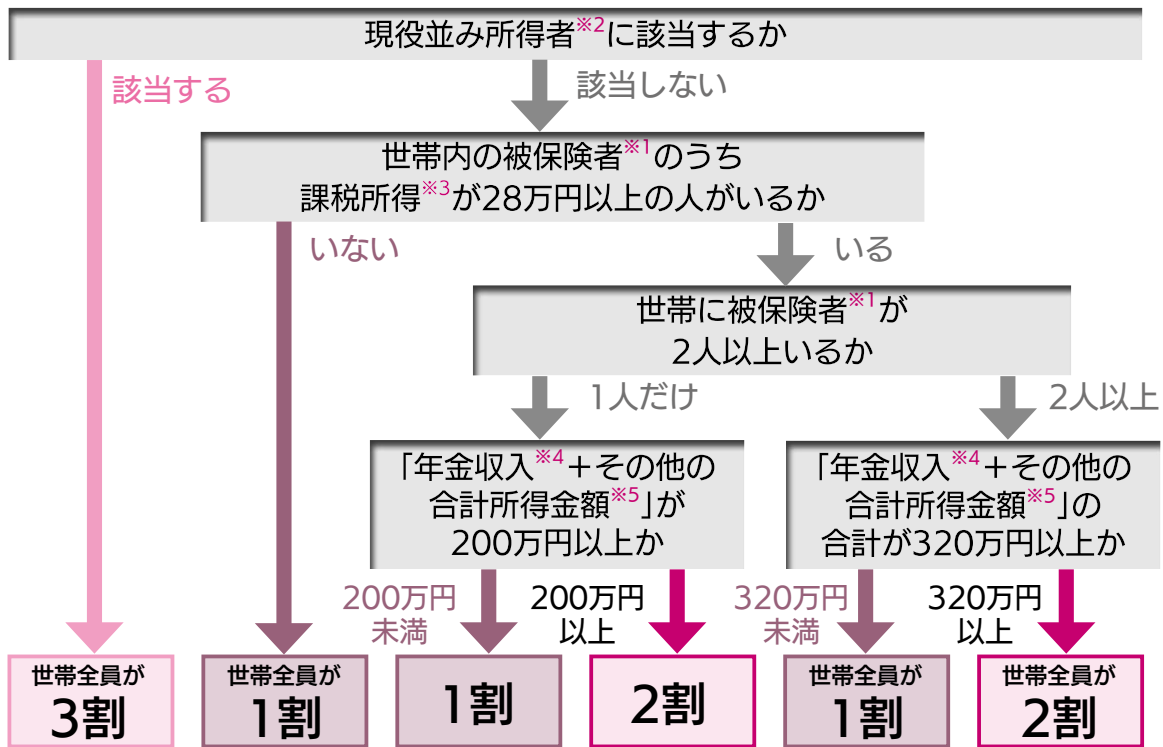 現役並み所得者※2に該当するか
該当する
該当しない
世帯内の被保険者※1のうち
課税所得※3が28万円以上の人がいるか
いない
いる
世帯に被保険者※1が
2人以上いるか
1人だけ
2人以上
「年金収入※4+その他の
合計所得金額※5」が
200万円以上か
「年金収入※4+その他の
合計所得金額※5」の
合計が320万円以上か
200万円
未満
200万円
以上
320万円
未満
320万円
以上
世帯全員が
3割
世帯全員が
1割
1割
2割
世帯全員が
1割
世帯全員が
2割